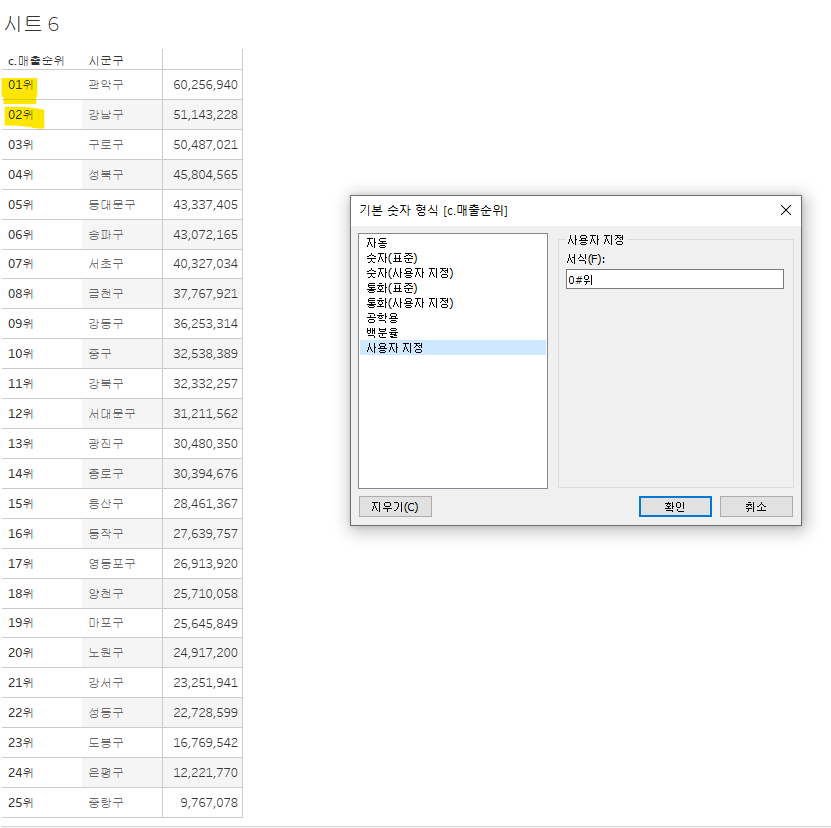 시트 6
c.매출순위 시군구
01위 관악구 60,256,940
02위 강남구 51,143,228
03위 구로구 50,487,021
04위 성북구 45,804,565
05위 동대문구 43,337,405
06위 송파구 43,072,165
07위 서초구 40,327,034
08위 금천구 37,767,921
09위 강동구 36,253,314
10위 중구 32,538,389
11위 강북구 32,332,257
12위 서대문구 31,211,562
13위 광진구 30,480,350
14위 종로구 30,394,676
15위 용산구 28,461,367
16위 동작구 27,639,757
17위 영등포구 26,913,920
18위 양천구 25,710,058
19위 마포구 25,645,849
20위 노원구 24,917,200
21위 강서구 23,251,941
22위 성동구 22,728,599
23위 도봉구 16,769,542
24위 은평구 12,221,770
25위 중랑구 9,767,078
기본 숫자 형식 [c.매출순위]
자동
숫자(표준)
숫자(사용자 지정)
통화(표준)
통화(사용자 지정)
공학용
백분율
사용자 지정
사용자 지정
서식(F):
0#위
지우기(C)
확인
취소